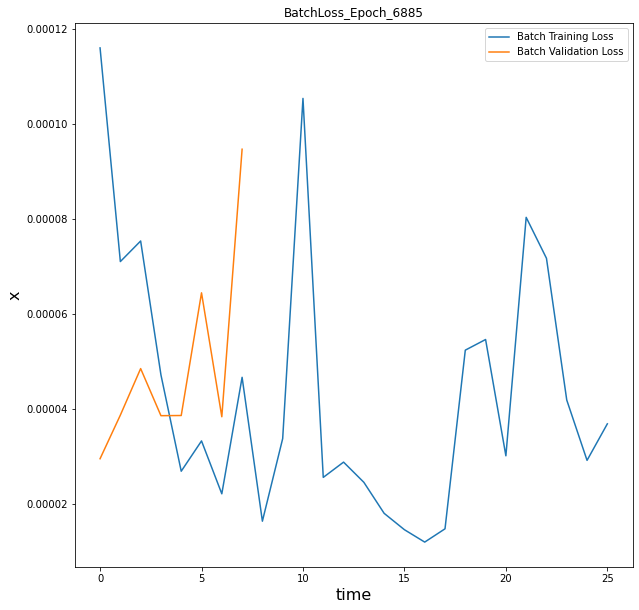 BatchLoss_Epoch_6885
Batch Training Loss
Batch Validation Loss
0.00012
0.00010
0.00008
0.00006
0.00004
0.00002
x
0 5 10 15 20 25
time